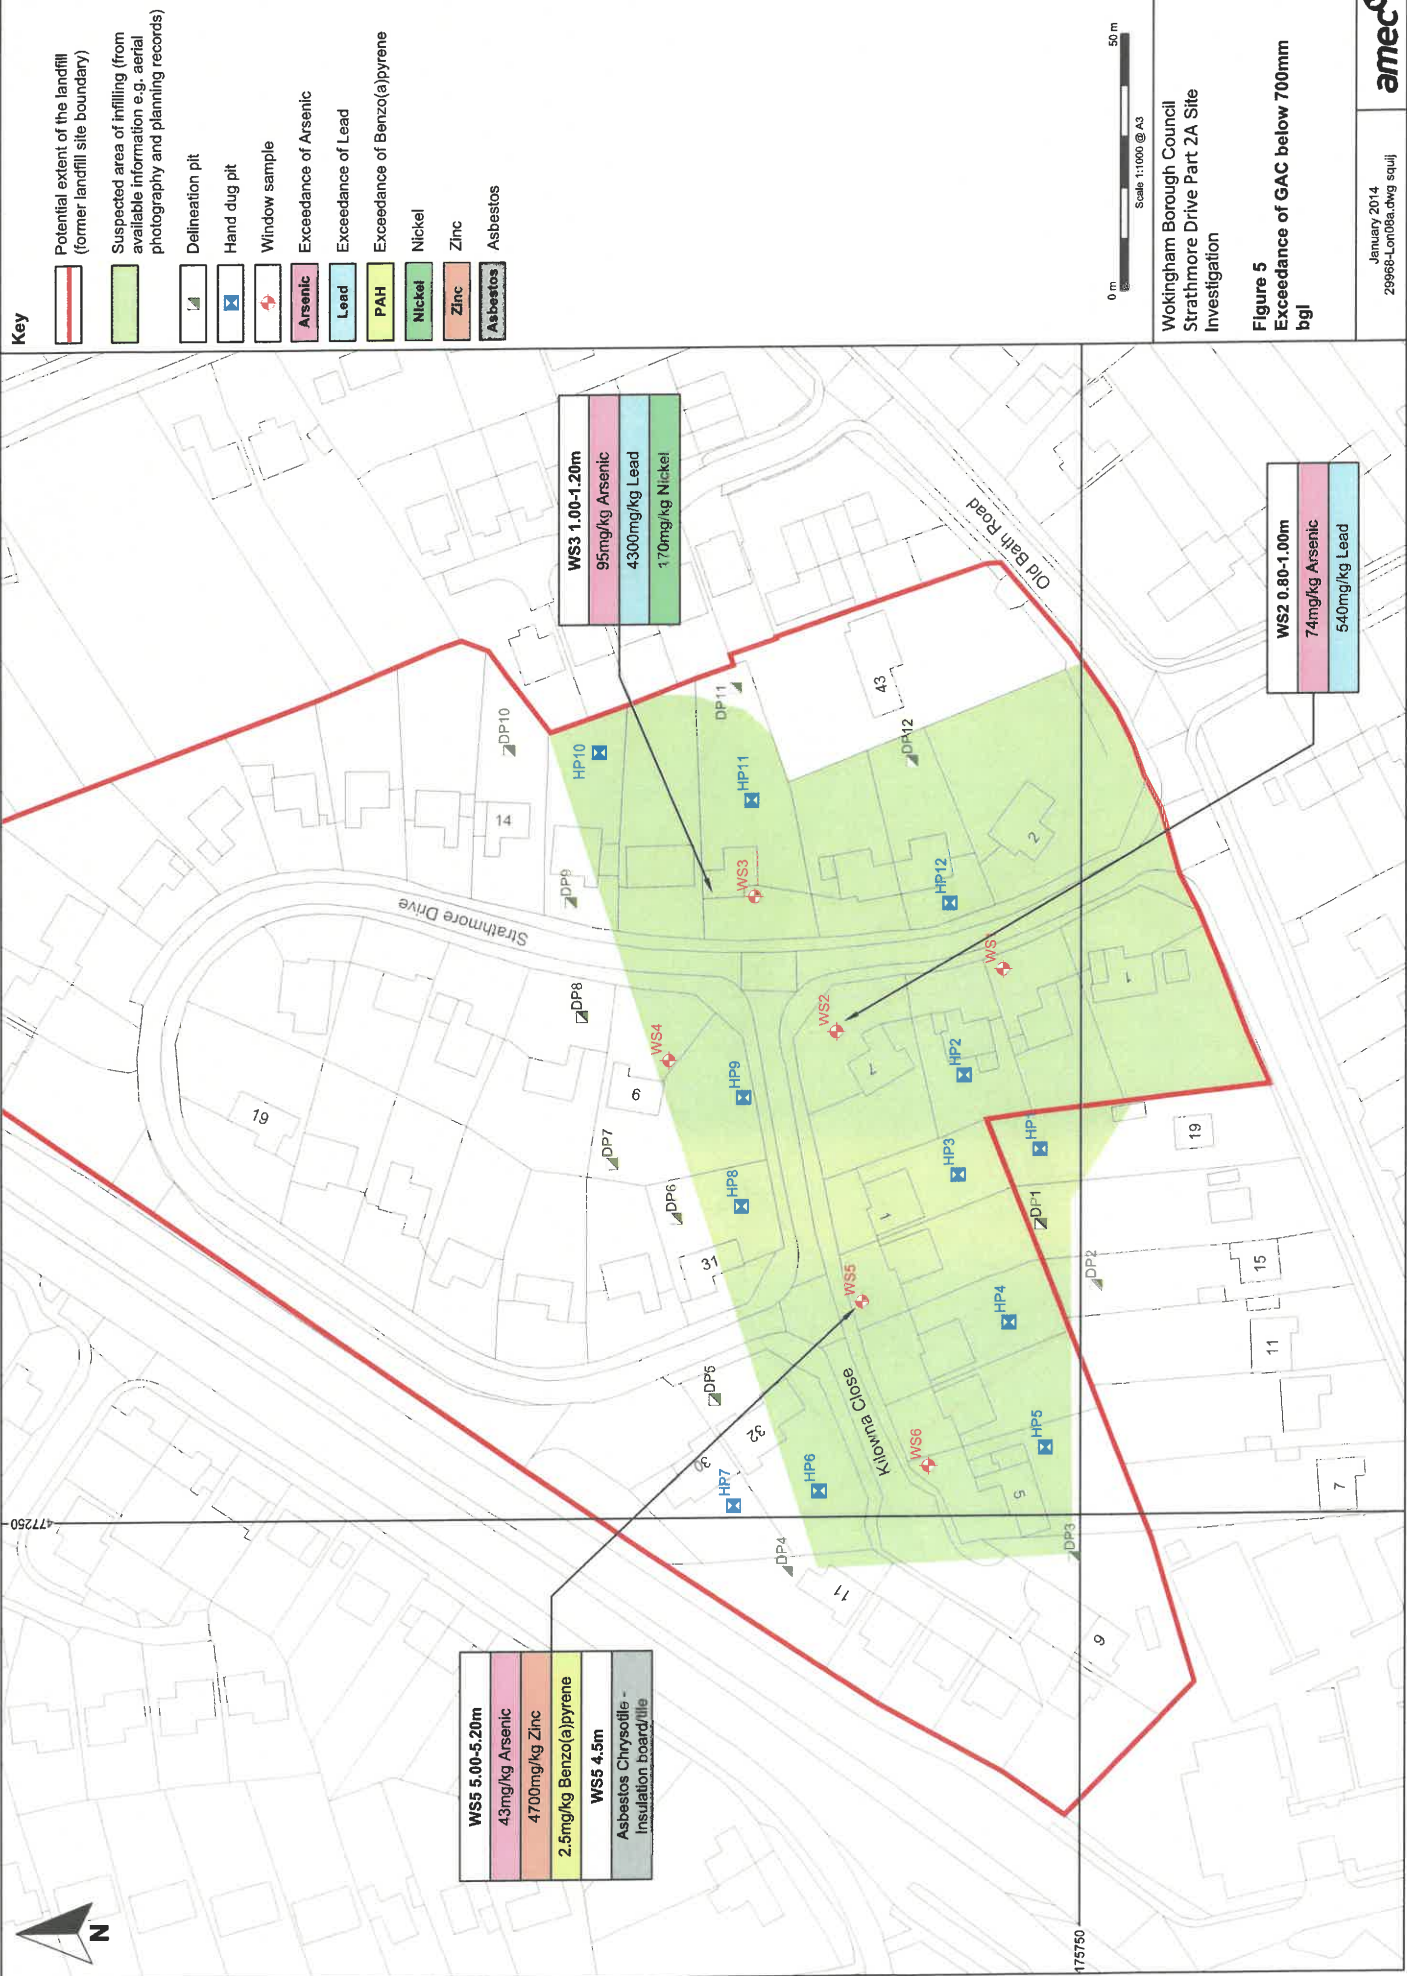 Key
Potential extent of the landfill
(former landfill site boundary)
Suspected area of infilling (from
available information e.g. aerial
photography and planning records)
Delineation pit
Hand dug pit
Window sample
Arsenic
Exceedance of Arsenic
Lead
Exceedance of Lead
PAH
Exceedance of Benzo(a)pyrene
Nickel
Nickel
Zinc
Zinc
Asbestos
Asbestos
0 m
50 m
Scale 1:1000 @ A3
Wokingham Borough Council
Strathmore Drive Part 2A Site
Investigation
Figure 5
Exceedance of GAC below 700mm
bgl
January 2014
29968-Lon08a.dwg squij
amec
N
477250
175750
WS5 5.00-5.20m
43mg/kg Arsenic
4700mg/kg Zinc
2.5mg/kg Benzo(a)pyrene
WS5 4.5m
Asbestos Chrysotile -
Insulation board/tile
WS3 1.00-1.20m
95mg/kg Arsenic
4300mg/kg Lead
170mg/kg Nickel
WS2 0.80-1.00m
74mg/kg Arsenic
540mg/kg Lead
Strathmore Drive
Kilowna Close
Old Bath Road
19
14
DP10
HP10
DP9
DP8
DP7
9
WS4
DP6
31
DP5
32
30
HP7
HP6
DP4
11
HP8
HP9
WS3
HP11
DP11
43
DP12
WS2
WS5
WS6
5
DP3
9
HP5
HP4
1
HP3
7
HP2
HP12
2
WS1
1
HP1
DP1
DP2
19
15
11
7